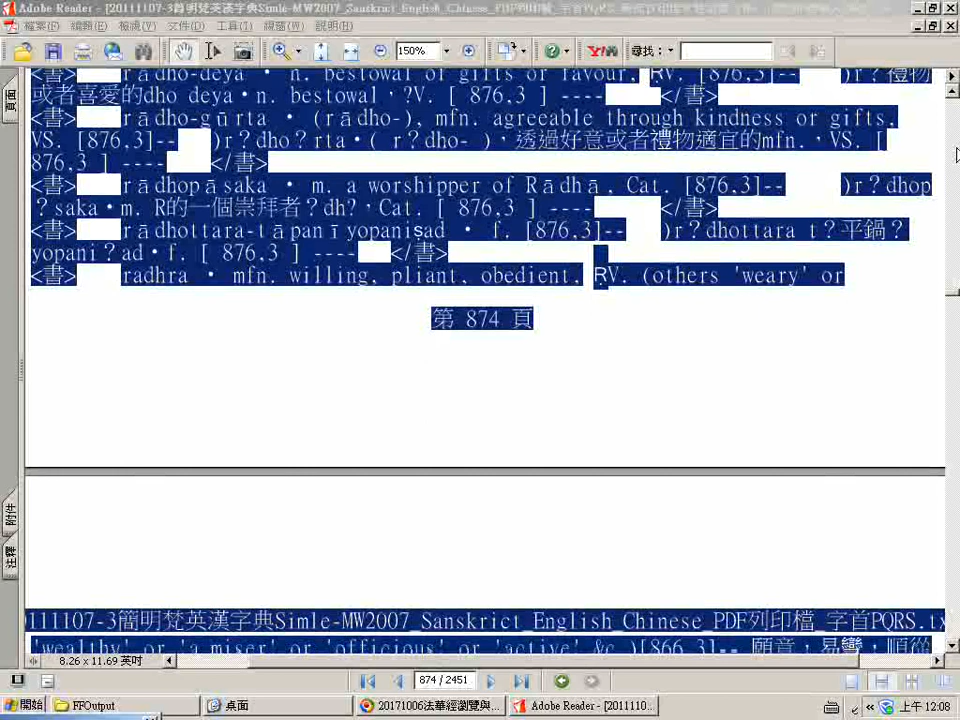 Adobe Reader - [20111107-3簡明梵英漢字典Simle-MW2007_Sanskrict_English_Chinese_PDF列印檔_字首PQRS.
檔案(F) 編輯(E) 檢視(V) 文件(D) 工具(T) 視窗(W) 說明(H)
150% 尋找:
頁面
<書> rādho-deya · n. bestowal of gifts or favour, ṚV. [876,3]-- )r？禮物
或者喜愛的dho deya·n. bestowal，?V. [ 876,3 ] ---- </書>
<書> rādho-gūrta · (rādho-), mfn. agreeable through kindness or gifts,
VS. [876,3]-- )r？dho？rta·( r？dho- )，透過好意或者禮物適宜的mfn.，VS. [
876,3 ] ---- </書>
<書> rādhopāsaka · m. a worshipper of Rādhā, Cat. [876,3]-- )r？dhop
？saka·m. R的一個崇拜者？dh?，Cat. [ 876,3 ] ---- </書>
<書> rādhottara-tāpanīyopaniṣad · f. [876,3]-- )r？dhottara t？平鍋？
yopani？ad·f. [ 876,3 ] ---- </書>
<書> radhra · mfn. willing, pliant, obedient, ṚV. (others 'weary' or
第 874 頁
附件
注釋
111107-3簡明梵英漢字典Simle-MW2007_Sanskrict_English_Chinese_PDF列印檔_字首PQRS.tx
'wealthy' or 'a miser' or 'officious' or 'active' &c.)[866,3]-- 願意，易彎，順從
8.26 x 11.69 英吋
874 / 2451
開始 FFOutput 桌面 20171006法華經瀏覽與... Adobe Reader - [2011110... 上午 12:08